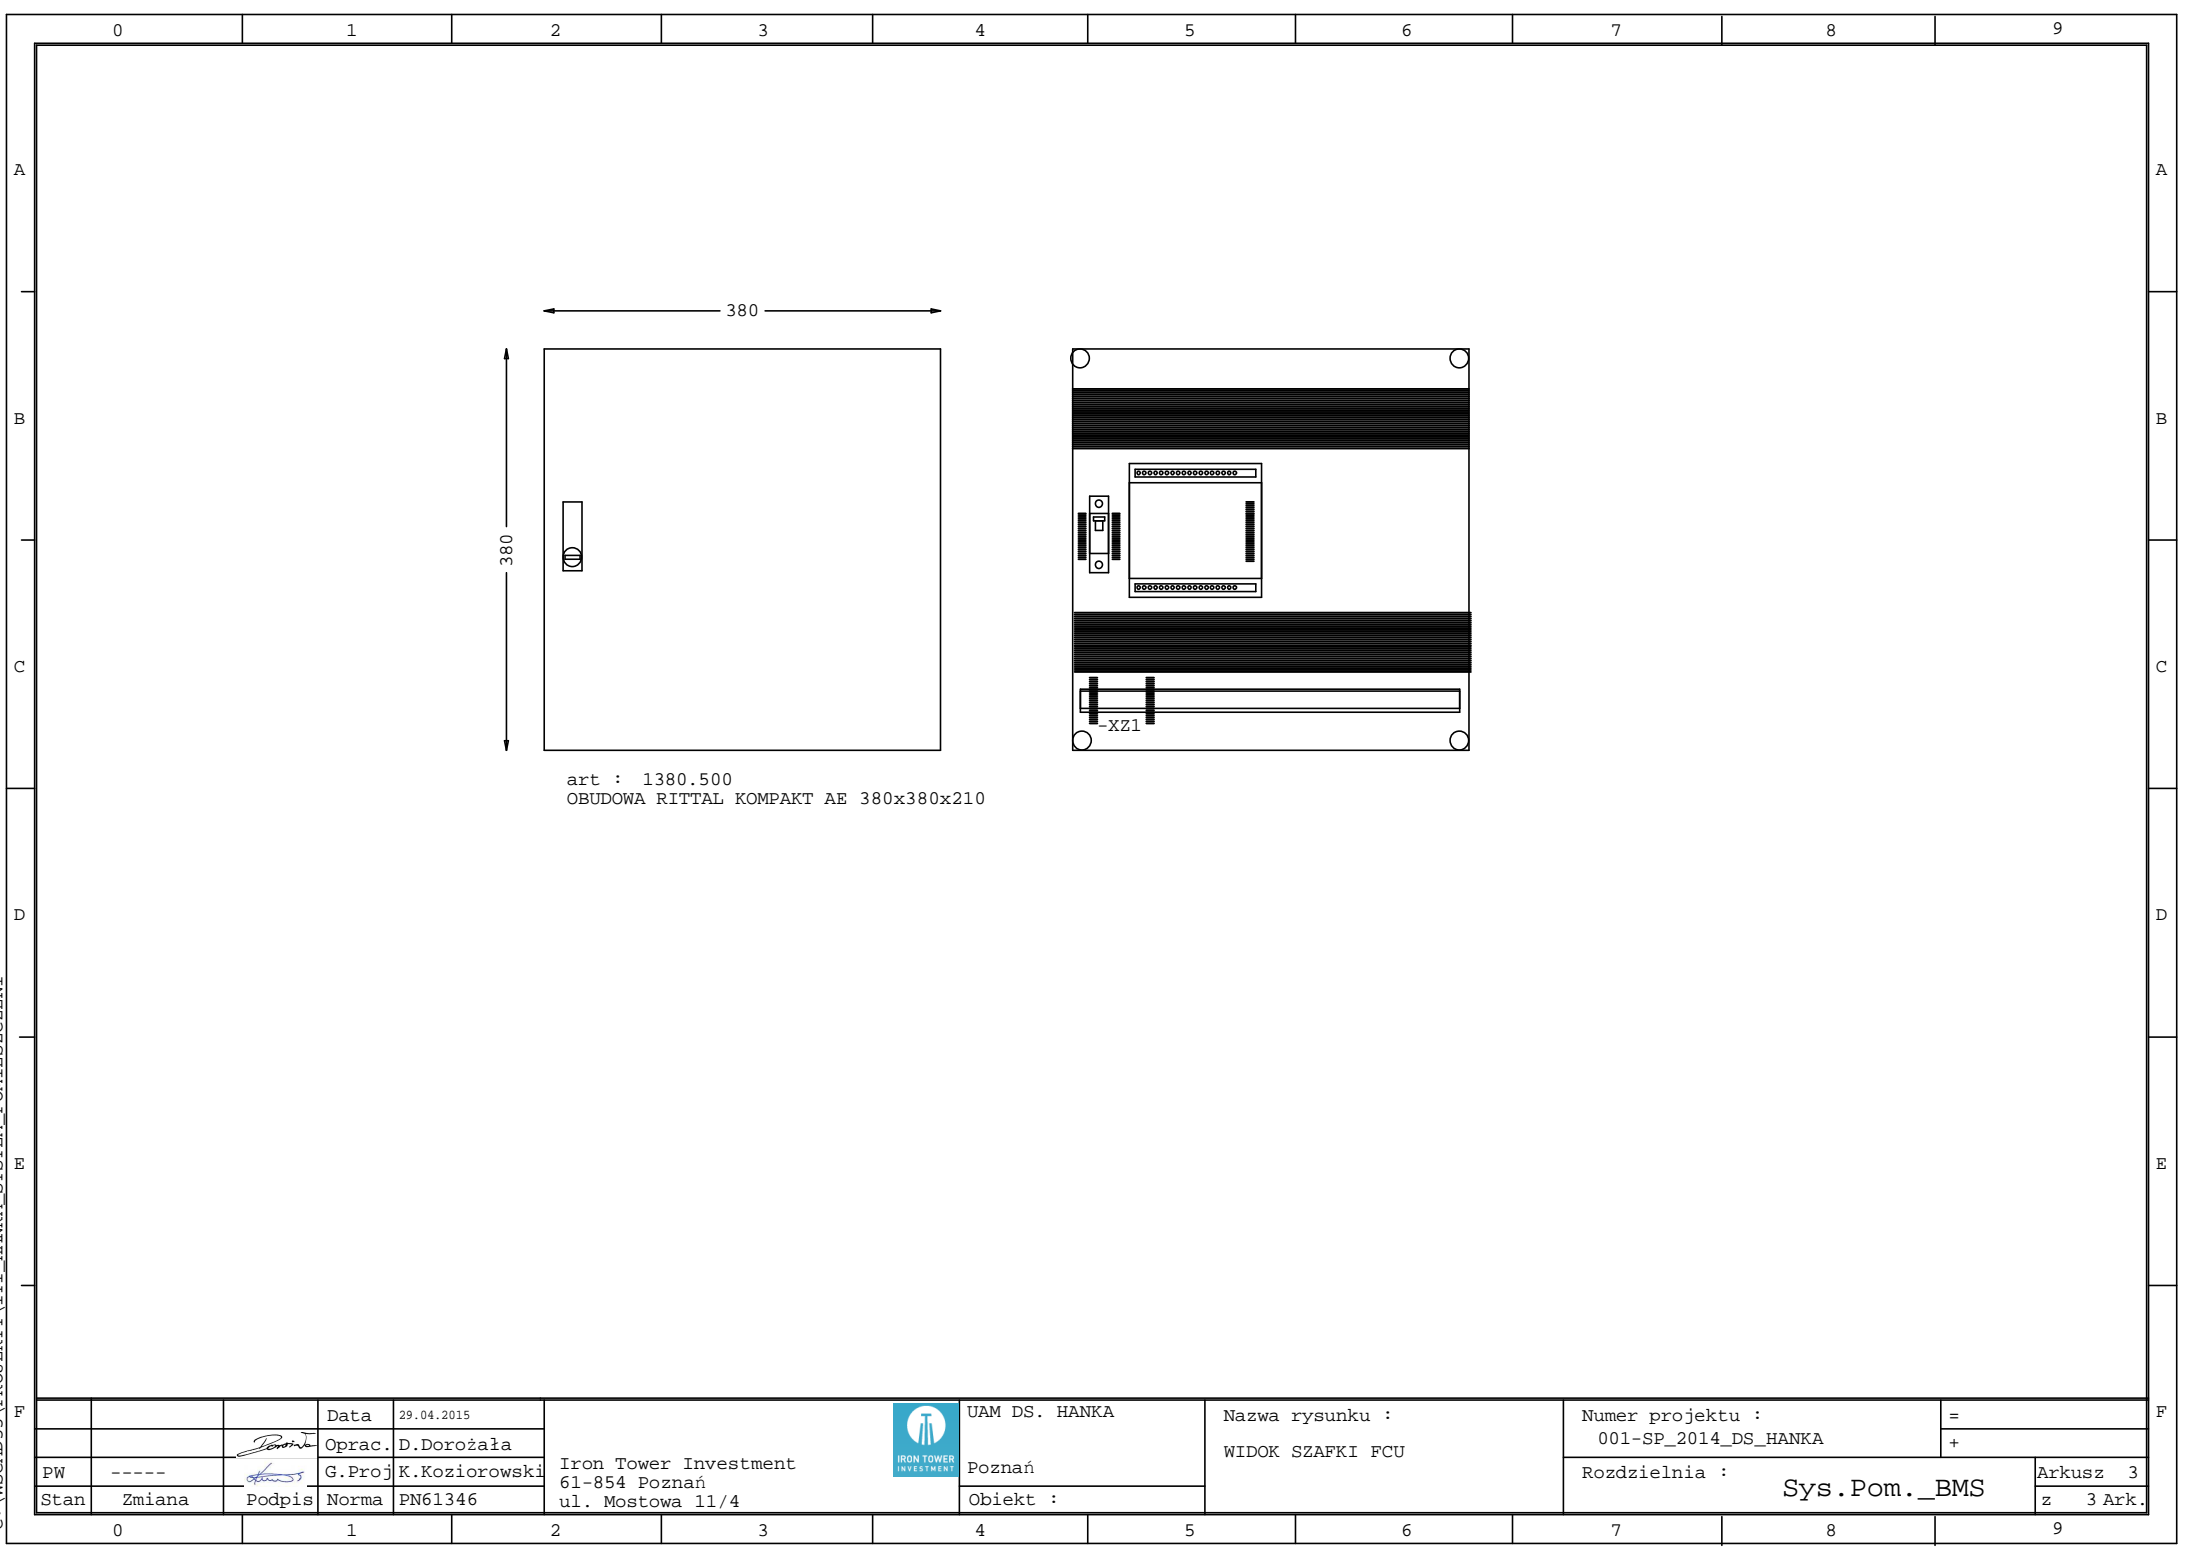 0 1 2 3 4 5 6 7 8 9
A A
380
B B
380
C C
-XZ1
art : 1380.500
OBUDOWA RITTAL KOMPAKT AE 380x380x210
D D
E E
F F
Data 29.04.2015
Oprac. D.Dorożała
PW ----- G.Proj K.Koziorowski
Stan Zmiana Podpis Norma PN61346
Iron Tower Investment
61-854 Poznań
ul. Mostowa 11/4
IRON TOWER
INVESTMENT
UAM DS. HANKA
Poznań
Obiekt :
Nazwa rysunku :
WIDOK SZAFKI FCU
Numer projektu :
001-SP_2014_DS_HANKA
Rozdzielnia :
Sys.Pom._BMS
=
+
Arkusz 3
z 3 Ark.
0 1 2 3 4 5 6 7 8 9